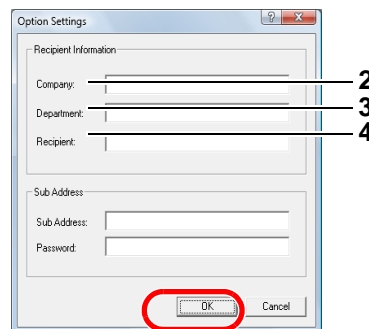 Option Settings
Recipient Information
Company: 2
Department: 3
Recipient: 4
Sub Address
Sub Address:
Password:
OK Cancel